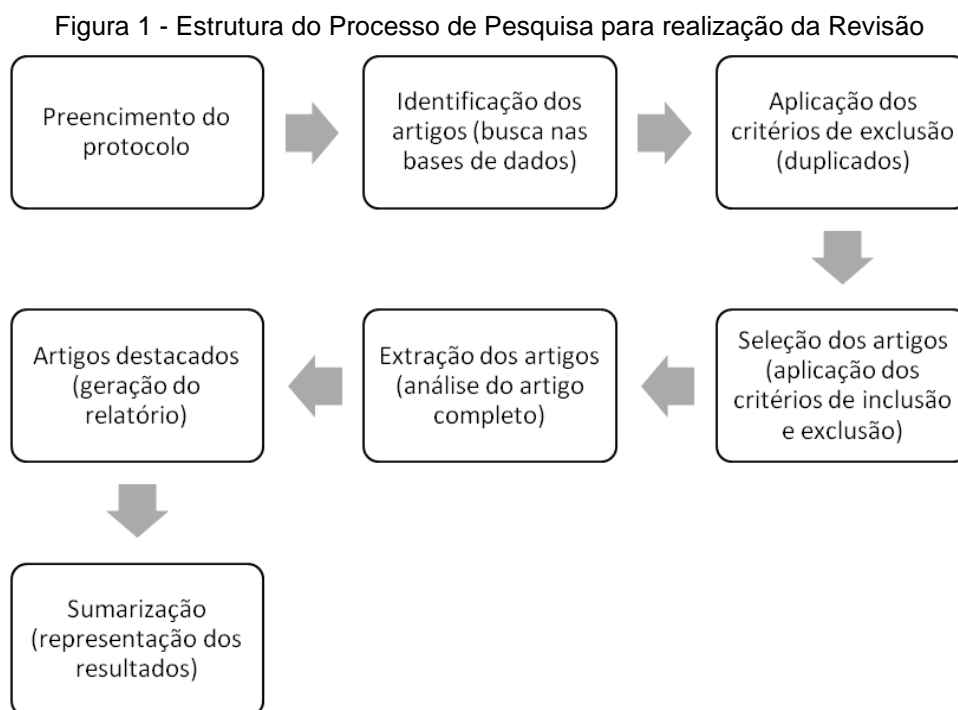 Figura 1 - Estrutura do Processo de Pesquisa para realização da Revisão
Preencimento do
protocolo
Identificação dos
artigos (busca nas
bases de dados)
Aplicação dos
critérios de exclusão
(duplicados)
Seleção dos artigos
(aplicação dos
critérios de inclusão
e exclusão)
Extração dos artigos
(análise do artigo
completo)
Artigos destacados
(geração do
relatório)
Sumarização
(representação dos
resultados)